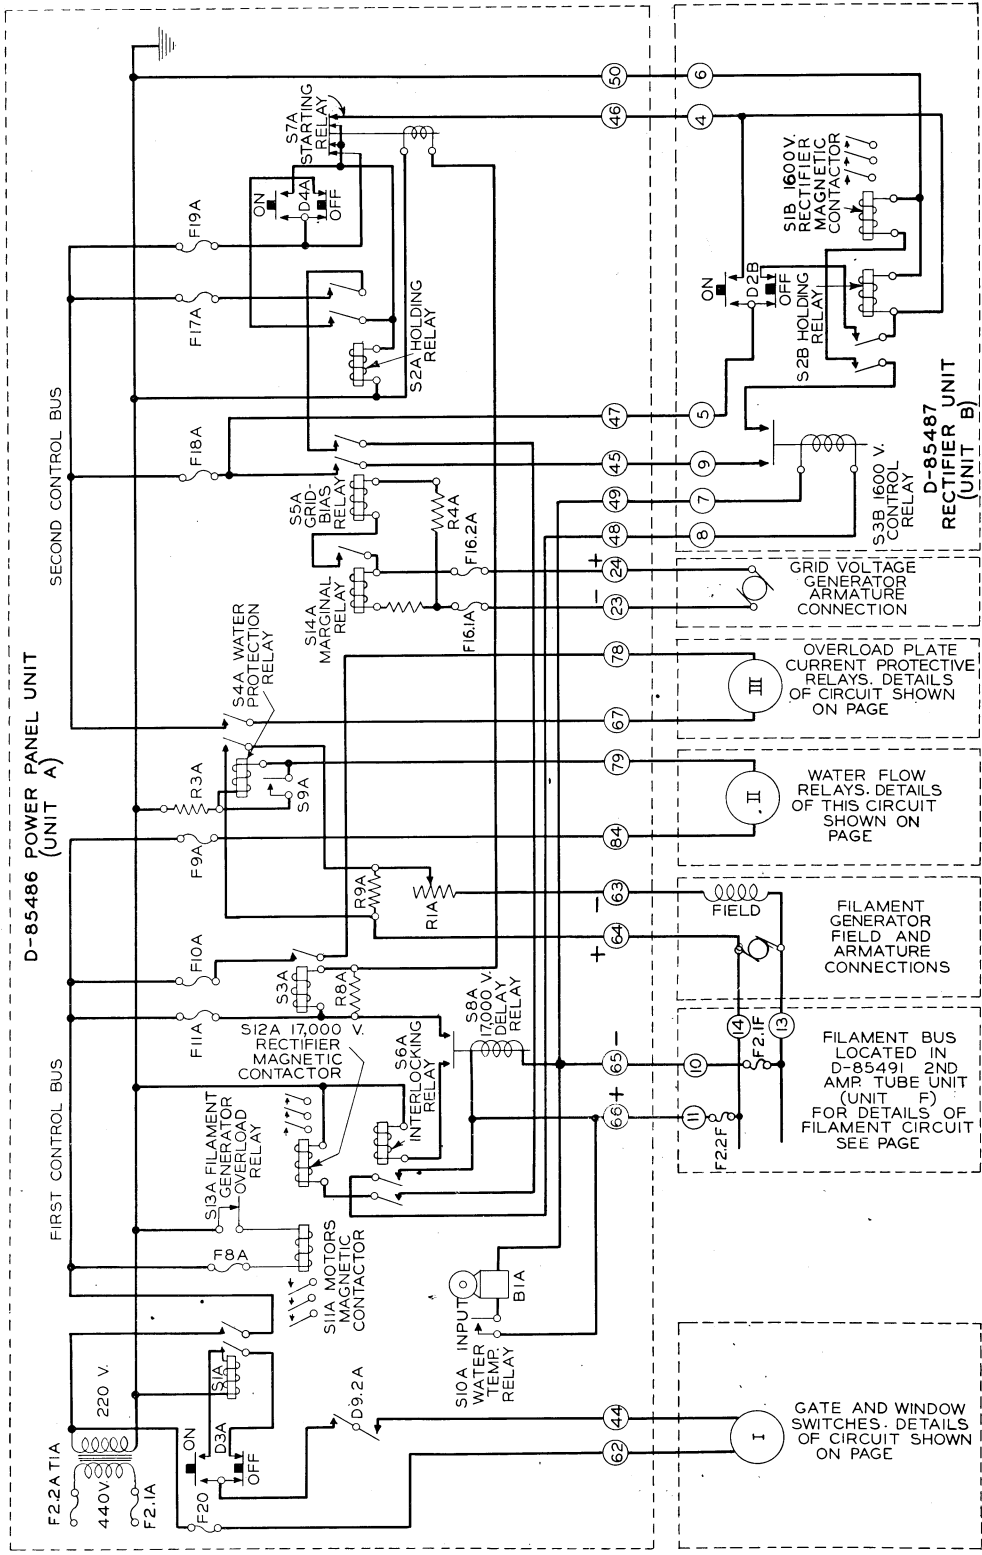 D-85486 POWER PANEL UNIT
(UNIT A)
SECOND CONTROL BUS
FIRST CONTROL BUS
F19A
F17A
F18A
S7A
STARTING
RELAY
ON
D4A
OFF
S2A HOLDING
RELAY
S5A
GRID-
BIAS
RELAY
R4A
S14A
MARGINAL
RELAY
F16.2A
F16.1A
S4A WATER
PROTECTION
RELAY
R3A
S9A
F9A
R9A
R1A
F10A
S3A
R8A
F11A
S12A 17,000 V.
RECTIFIER
MAGNETIC
CONTACTOR
S6A
INTERLOCKING
RELAY
S8A
17,000 V.
DELAY
RELAY
S13A FILAMENT
GENERATOR
OVERLOAD
RELAY
F8A
S11A MOTORS
MAGNETIC
CONTACTOR
B1A
S10A INPUT
WATER
TEMP.
RELAY
S1A
220 V.
440V.
F2.2A T1A
F2.1A
ON
D3A
OFF
F20
D9.2A
50
46
47
45
49
48
+
24
-
23
78
67
79
84
-
63
+
64
-
65
+
66
44
62
6
4
5
9
7
8
S1B 1600V.
RECTIFIER
MAGNETIC
CONTACTOR
ON
D2B
OFF
S2B HOLDING
RELAY
S3B 1600 V.
CONTROL
RELAY
D-85487
RECTIFIER UNIT
(UNIT B)
GRID VOLTAGE
GENERATOR
ARMATURE
CONNECTION
III
OVERLOAD PLATE
CURRENT PROTECTIVE
RELAYS. DETAILS
OF CIRCUIT SHOWN
ON PAGE
II
WATER FLOW
RELAYS. DETAILS
OF THIS CIRCUIT
SHOWN ON
PAGE
FIELD
FILAMENT
GENERATOR
FIELD AND
ARMATURE
CONNECTIONS
14
13
F2.1F
10
11
F2.2F
FILAMENT BUS
LOCATED IN
D-85491 2ND
AMP. TUBE UNIT
(UNIT F)
FOR DETAILS OF
FILAMENT CIRCUIT
SEE PAGE
I
GATE AND WINDOW
SWITCHES. DETAILS
OF CIRCUIT SHOWN
ON PAGE